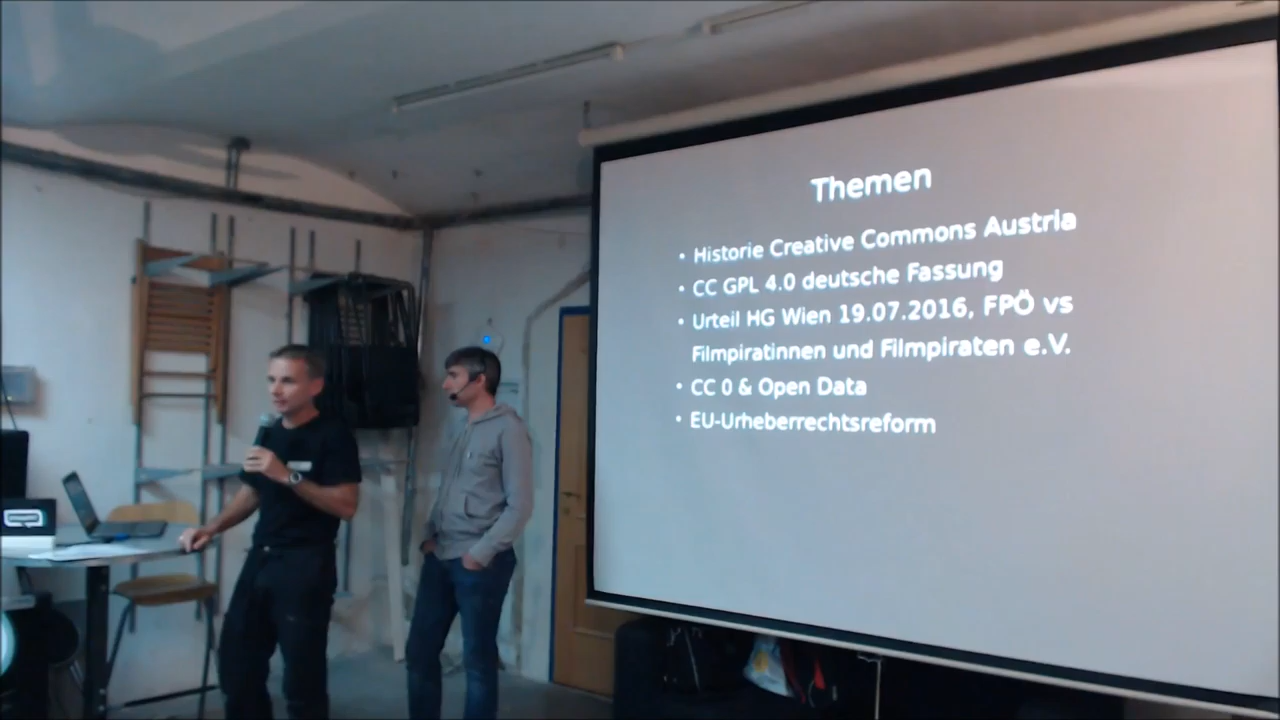 Themen
• Historie Creative Commons Austria
• CC GPL 4.0 deutsche Fassung
• Urteil HG Wien 19.07.2016, FPÖ vs
Filmpiratinnen und Filmpiraten e.V.
• CC 0 & Open Data
• EU-Urheberrechtsreform